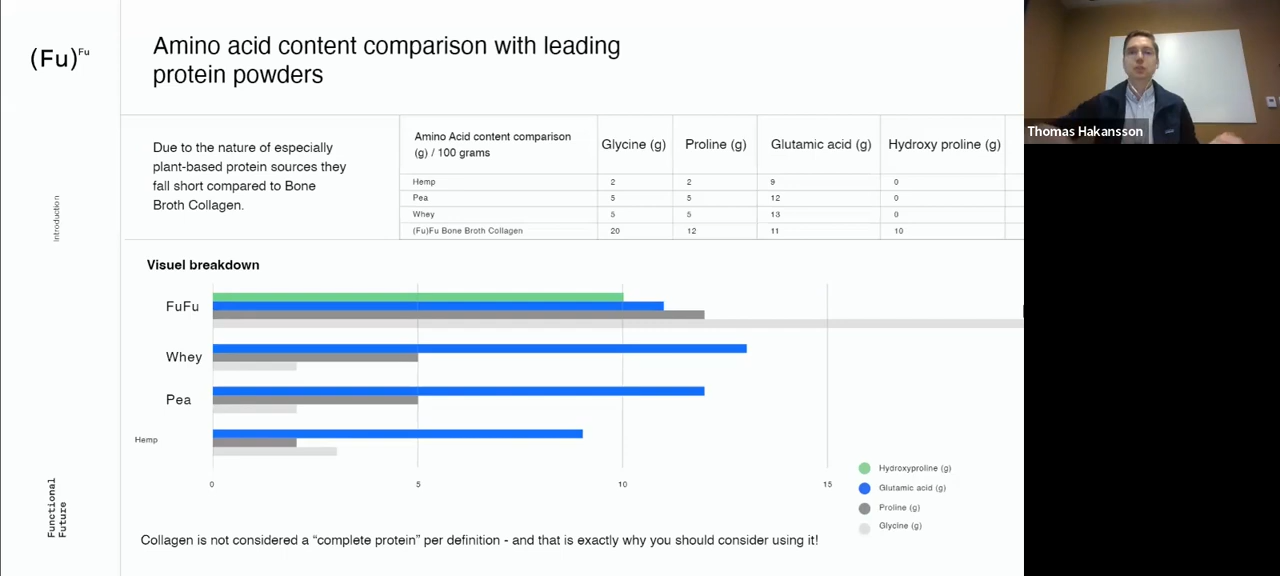 (Fu)Fu
Amino acid content comparison with leading
protein powders
Thomas Hakansson
Due to the nature of especially
plant-based protein sources they
fall short compared to Bone
Broth Collagen.
Amino Acid content comparison
(g) / 100 grams
Glycine (g) Proline (g) Glutamic acid (g) Hydroxy proline (g)
Hemp 2 2 9 0
Pea 5 5 12 0
Whey 5 5 13 0
(Fu)Fu Bone Broth Collagen 20 12 11 10
Introduction
Visuel breakdown
FuFu
Whey
Pea
Hemp
0 5 10 15
Hydroxyproline (g)
Glutamic acid (g)
Proline (g)
Glycine (g)
Functional
Future
Collagen is not considered a “complete protein” per definition - and that is exactly why you should consider using it!